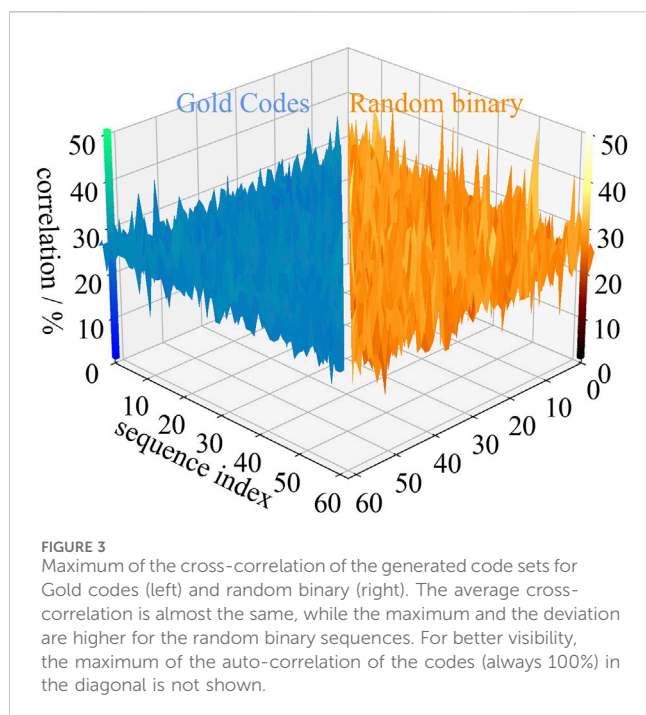 Gold Codes Random binary
50 50
40 40
30 30
20 20
10 10
0 0
correlation / %
10 10
20 20
30 30
40 40
50 50
60 60
sequence index
FIGURE 3
Maximum of the cross-correlation of the generated code sets for
Gold codes (left) and random binary (right). The average cross-
correlation is almost the same, while the maximum and the deviation
are higher for the random binary sequences. For better visibility,
the maximum of the auto-correlation of the codes (always 100%) in
the diagonal is not shown.